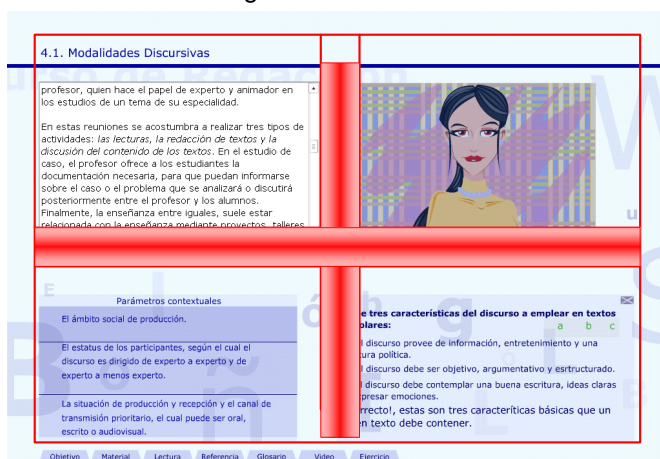 4.1. Modalidades Discursivas
profesor, quien hace el papel de experto y animador en
los estudios de un tema de su especialidad.
En estas reuniones se acostumbra a realizar tres tipos de
actividades: las lecturas, la redacción de textos y la
discusión del contenido de los textos. En el estudio de
caso, el profesor ofrece a los estudiantes la
documentación necesaria, para que puedan informarse
sobre el caso o el problema que se analizará o discutirá
posteriormente entre el profesor y los alumnos.
Finalmente, la enseñanza entre iguales, suele estar
relacionada con la enseñanza mediante proyectos, talleres
Parámetros contextuales
El ámbito social de producción.
El estatus de los participantes, según el cual el
discurso es dirigido de experto a experto y de
experto a menos experto.
La situación de producción y recepción y el canal de
transmisión prioritario, el cual puede ser oral,
escrito o audiovisual.
e tres características del discurso a emplear en textos
olares:
a b c
discurso provee de información, entretenimiento y una
ura política.
discurso debe ser objetivo, argumentativo y esrtructurado.
discurso debe contemplar una buena escritura, ideas claras
presar emociones.
rrecto!, estas son tres caracteríficas básicas que un
n texto debe contener.
Objetivo Material Lectura Referencia Glosario Video Ejercicio